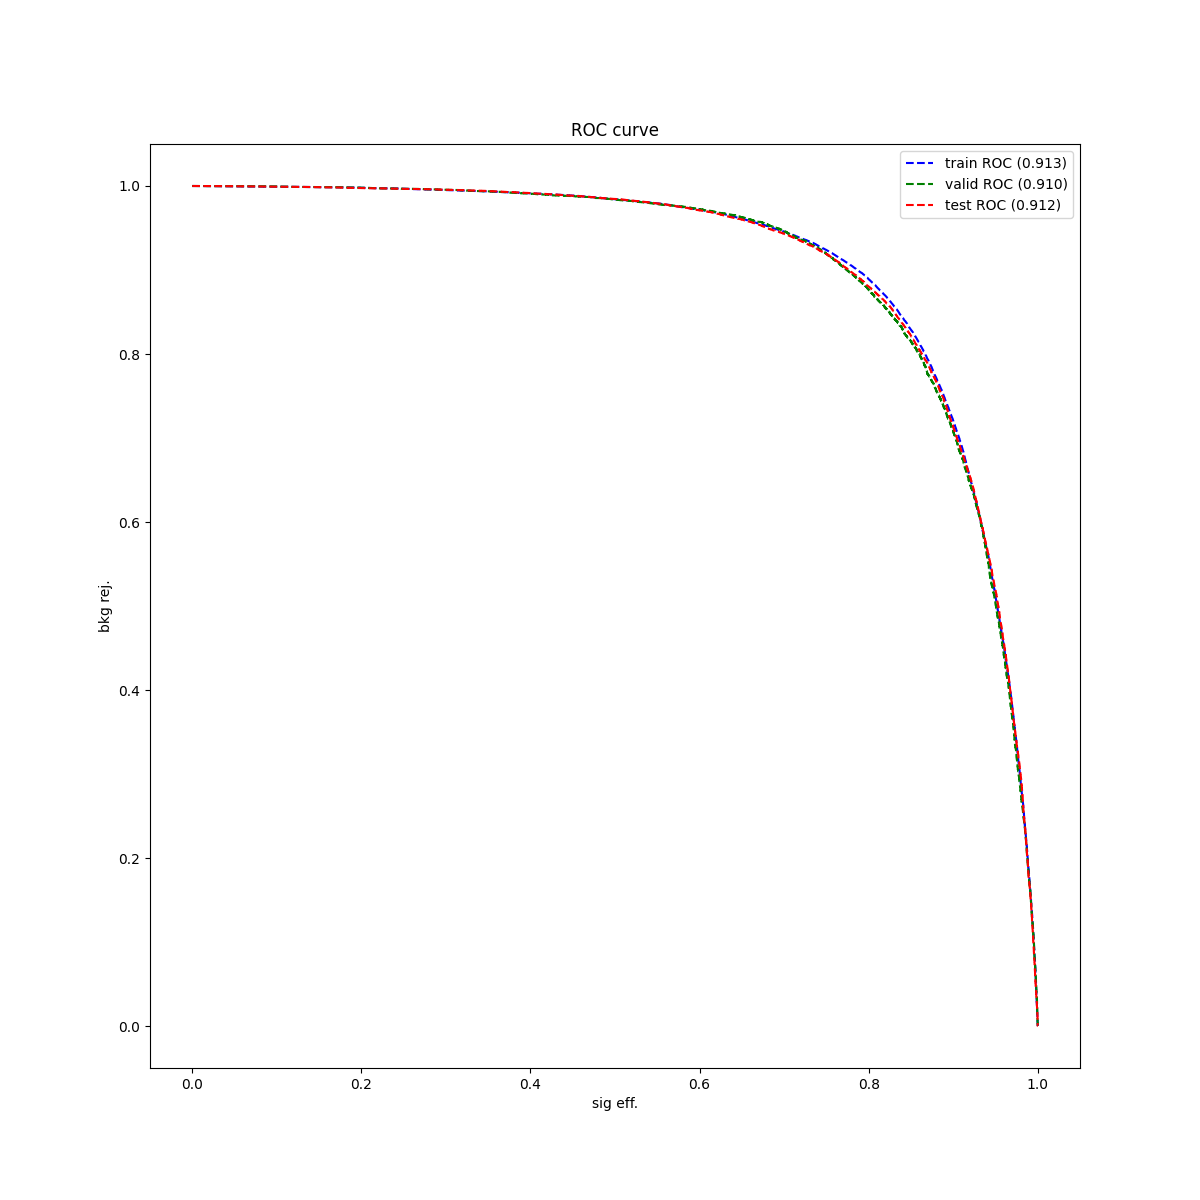 ROC curve
train ROC (0.913)
valid ROC (0.910)
test ROC (0.912)
1.0
0.8
0.6
0.4
0.2
0.0
bkg rej.
0.0 0.2 0.4 0.6 0.8 1.0
sig eff.